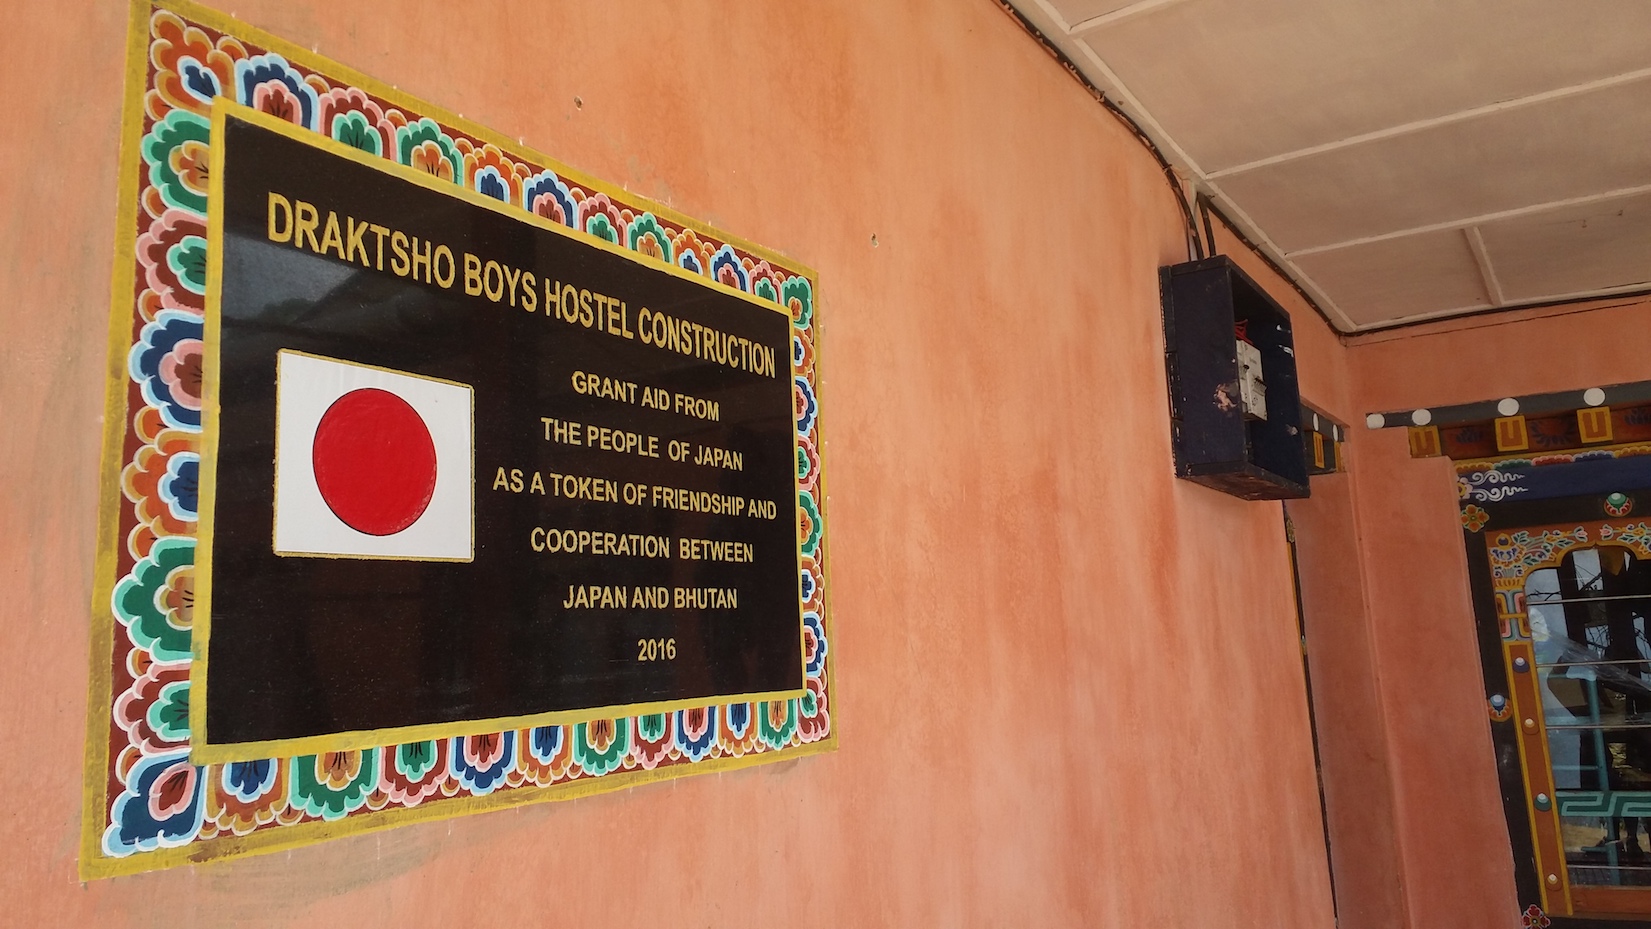 DRAKTSHO BOYS HOSTEL CONSTRUCTION
GRANT AID FROM
THE PEOPLE OF JAPAN
AS A TOKEN OF FRIENDSHIP AND
COOPERATION BETWEEN
JAPAN AND BHUTAN
2016